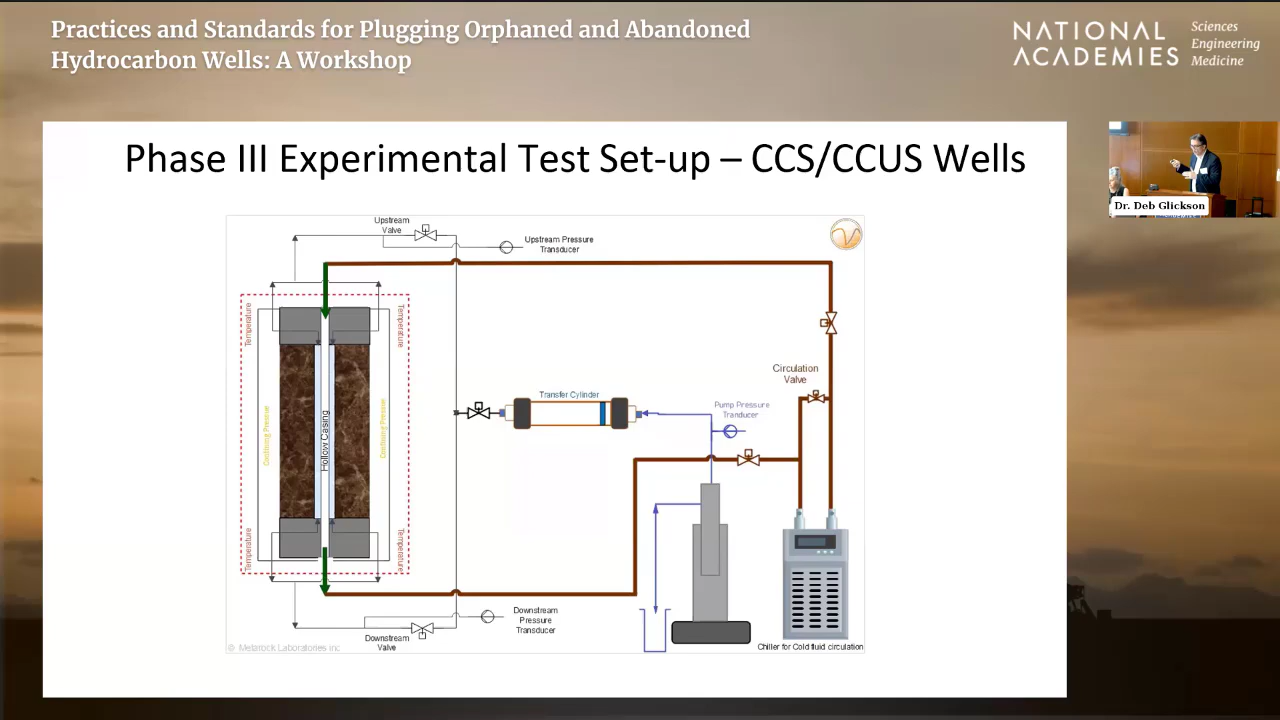 Practices and Standards for Plugging Orphaned and Abandoned
Hydrocarbon Wells: A Workshop
NATIONAL
ACADEMIES
Sciences
Engineering
Medicine
Phase III Experimental Test Set-up – CCS/CCUS Wells
Upstream
Valve
Upstream Pressure
Transducer
Temperature
Temperature
Circulation
Valve
Transfer Cylinder
Pump Pressure
Tranducer
Confining Pressure
Hollow Casing
Confining Pressure
Temperature
Temperature
Downstream
Pressure
Transducer
Downstream
Valve
Chiller for Cold fluid circulation
© Metarock Laboratories Inc
Dr. Deb Glickson